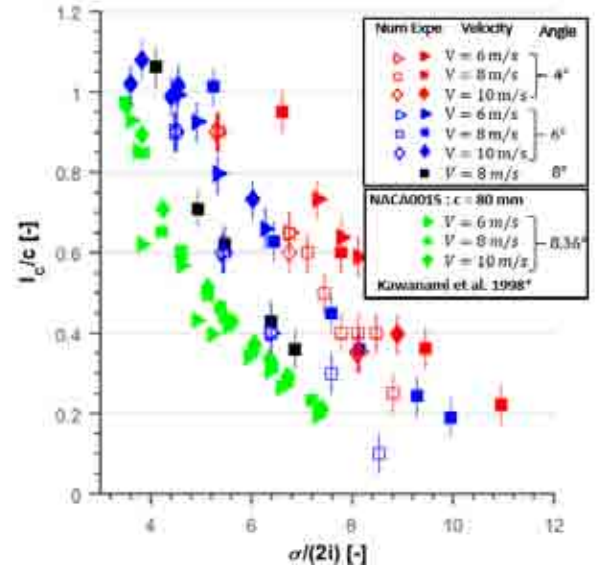 1.2
1
0.8
0.6
0.4
0.2
0
l_c/c [-]
4
6
8
10
12
σ/(2i) [-]
Num Expe Velocity Angle
V = 6 m/s
V = 8 m/s
V = 10 m/s
4°
V = 6 m/s
V = 8 m/s
V = 10 m/s
6°
V = 8 m/s 8°
NACA0015 : c = 80 mm
V = 6 m/s
V = 8 m/s
V = 10 m/s
8.36°
Kawanami et al. 1998*